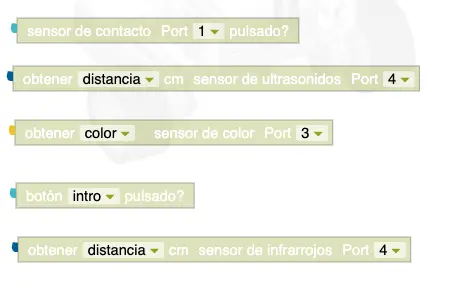 sensor de contacto Port 1 pulsado?
obtener distancia cm sensor de ultrasonidos Port 4
obtener color sensor de color Port 3
botón intro pulsado?
obtener distancia cm sensor de infrarrojos Port 4